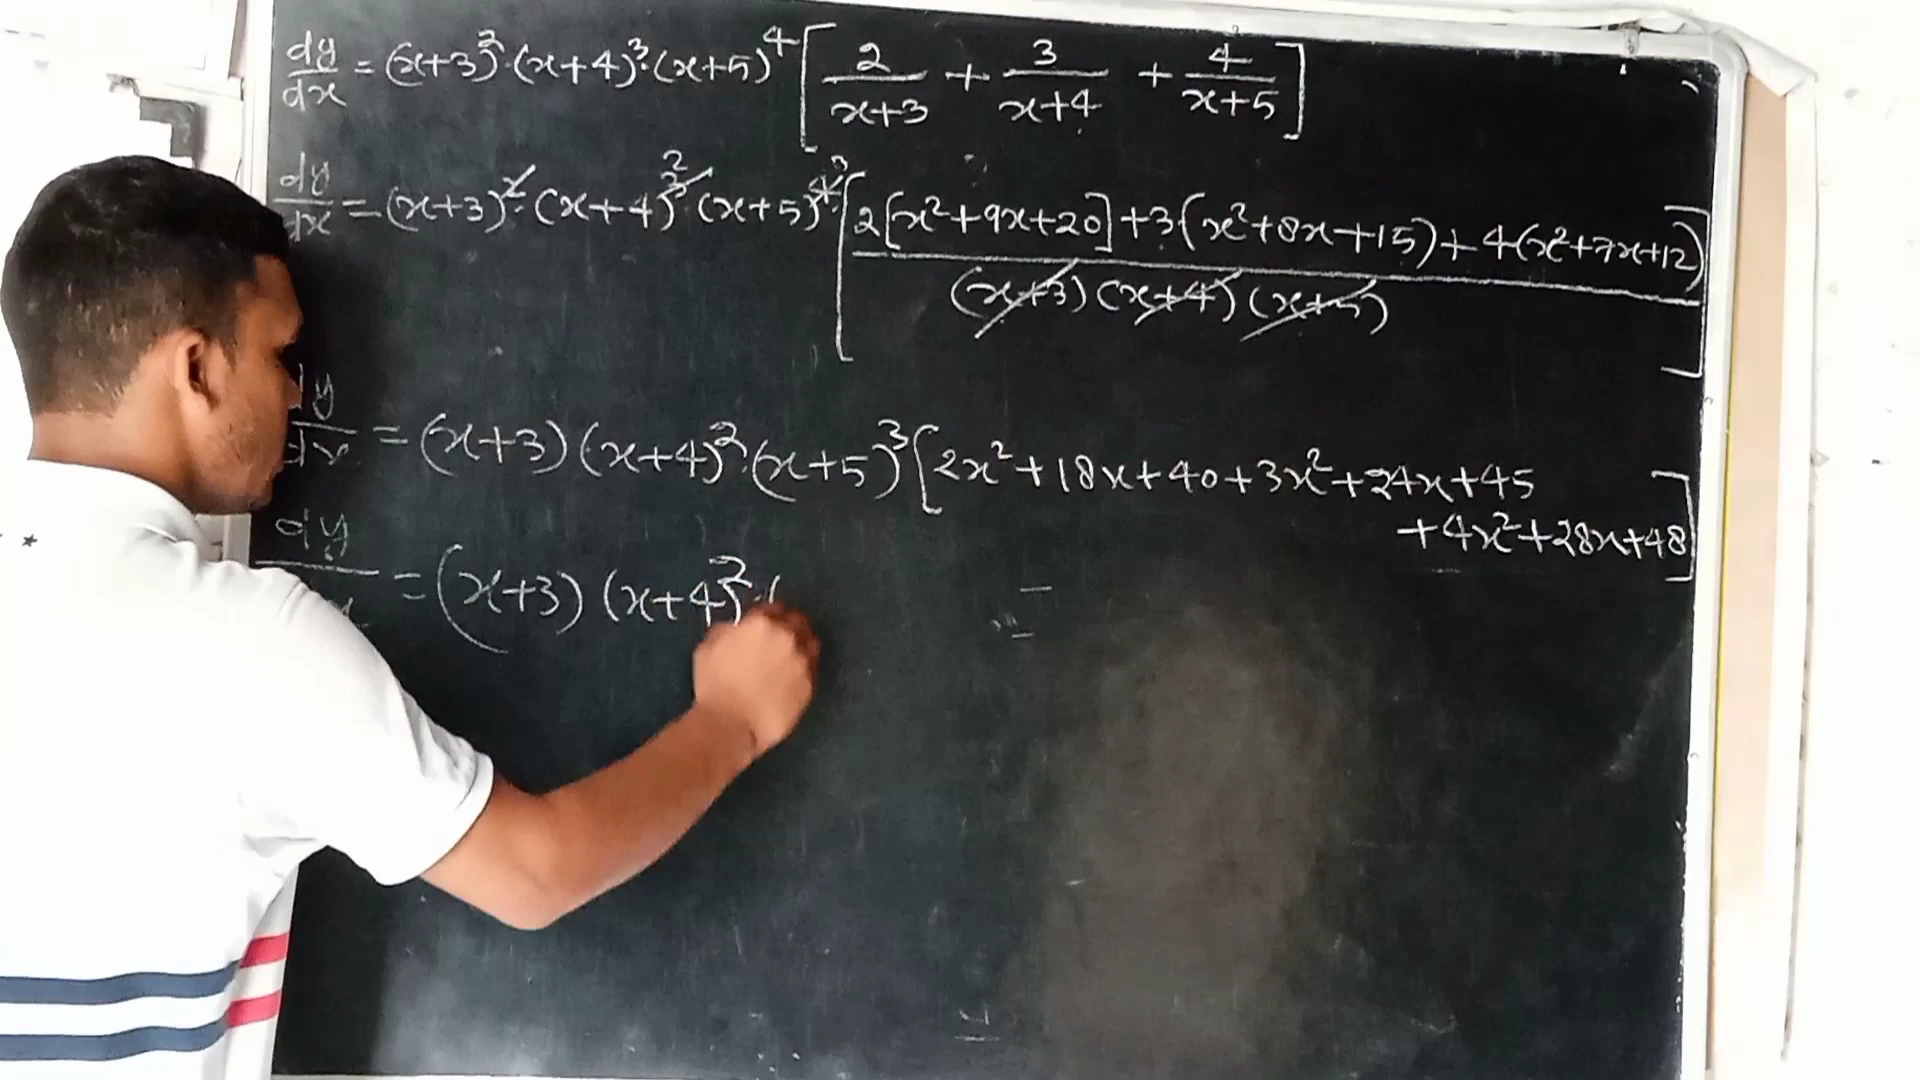 dy/dx = (x+3)²·(x+4)³·(x+5)⁴ [2/(x+3) + 3/(x+4) + 4/(x+5)]
dy/dx = (x+3)²·(x+4)³² (x+5)⁴³·[2[x²+9x+20]+3(x²+8x+15)+4(x²+7x+12) / (x+3)(x+4)(x+5)]
dy/dx = (x+3)(x+4)²·(x+5)³[2x²+18x+40+3x²+24x+45
+4x²+28x+48]
dy/dx = (x+3)(x+4)²·(